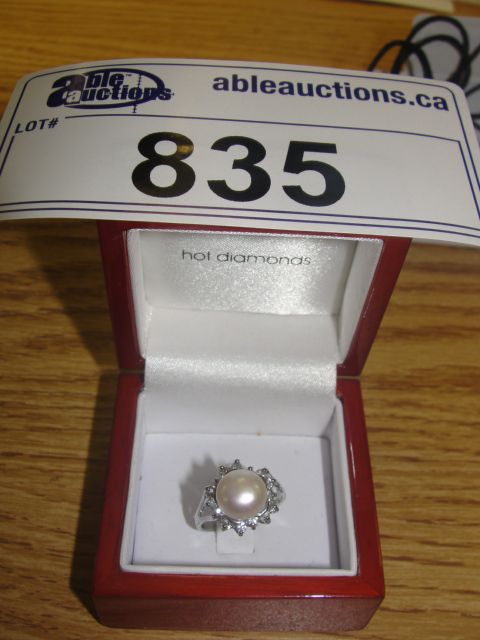 able
auctions
ableauctions.ca
LOT#
835
hot diamonds